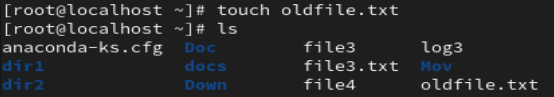 [root@localhost ~]# touch oldfile.txt
[root@localhost ~]# ls
anaconda-ks.cfg  Doc   file3      log3
dir1             docs  file3.txt  Mov
dir2             Down  file4      oldfile.txt